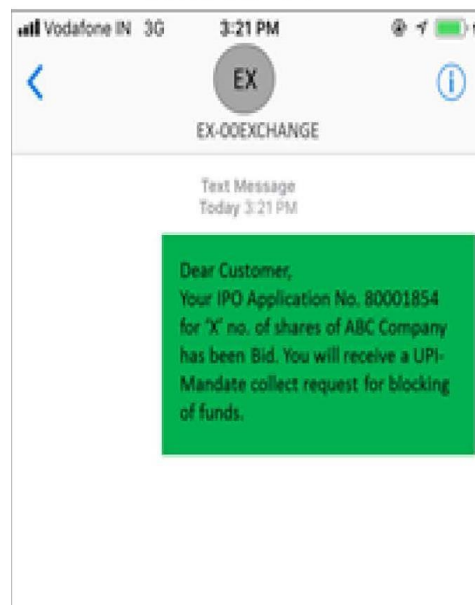 Vodafone IN 3G 3:21 PM
EX
EX-00EXCHANGE
Text Message
Today 3:21 PM
Dear Customer,
Your IPO Application No. 80001854
for 'X' no. of shares of ABC Company
has been Bid. You will receive a UPI-
Mandate collect request for blocking
of funds.